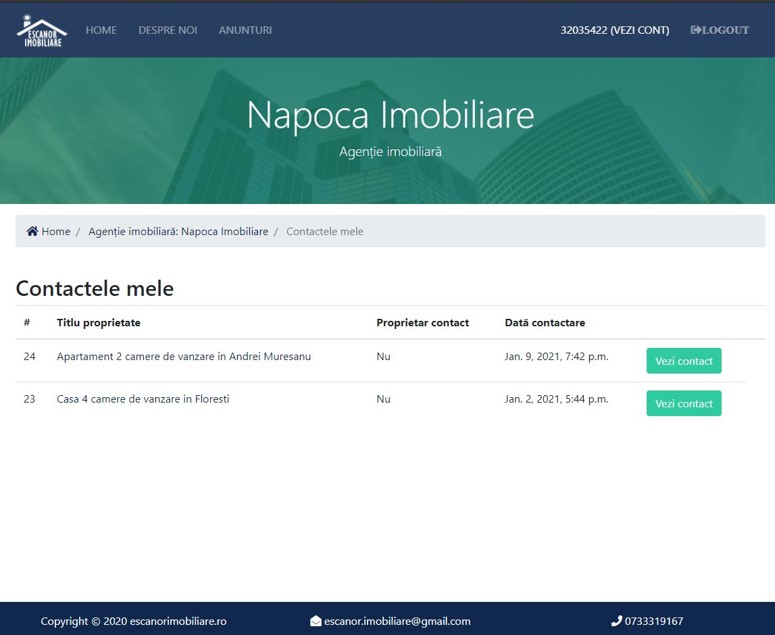 ESCANOR
IMOBILIARE
HOME DESPRE NOI ANUNTURI 32035422 (VEZI CONT) LOGOUT
Napoca Imobiliare
Agenție imobiliară
Home / Agenție imobiliară: Napoca Imobiliare / Contactele mele
Contactele mele
# Titlu proprietate Proprietar contact Dată contactare
24 Apartament 2 camere de vanzare in Andrei Muresanu Nu Jan. 9, 2021, 7:42 p.m. Vezi contact
23 Casa 4 camere de vanzare in Floresti Nu Jan. 2, 2021, 5:44 p.m. Vezi contact
Copyright © 2020 escanorimobiliare.ro escanor.imobiliare@gmail.com 0733319167